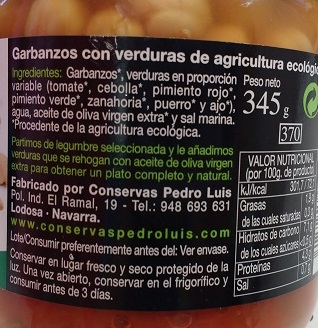 Garbanzos con verduras de agricultura ecológic
Ingredientes: Garbanzos*, verduras en proporción
variable (tomate*, cebolla*, pimiento rojo*,
pimiento verde*, zanahoria*, puerro* y ajo*),
agua, aceite de oliva virgen extra* y sal marina.
*Procedente de la agricultura ecológica.
Peso neto
345 g
370
Partimos de legumbre seleccionada y le añadimos
verduras que se rehogan con aceite de oliva virgen
extra para obtener un plato completo y natural.
Fabricado por Conservas Pedro Luis
Pol. Ind. El Ramal, 19 - Tel.: 948 693 631
Lodosa - Navarra.
www.conservaspedroluis.com
Lote/Consumir preferentemente antes del: Ver envase.
Conservar en lugar fresco y seco protegido de la
luz. Una vez abierto, conservar en el frigorífico y
consumir antes de 3 días.
VALOR NUTRICIONAL
(por 100g. de producto)
kJ/kcal
Grasas
de las cuales saturadas
Hidratos de carbono
de los cuales azúcares
Proteínas
Sal